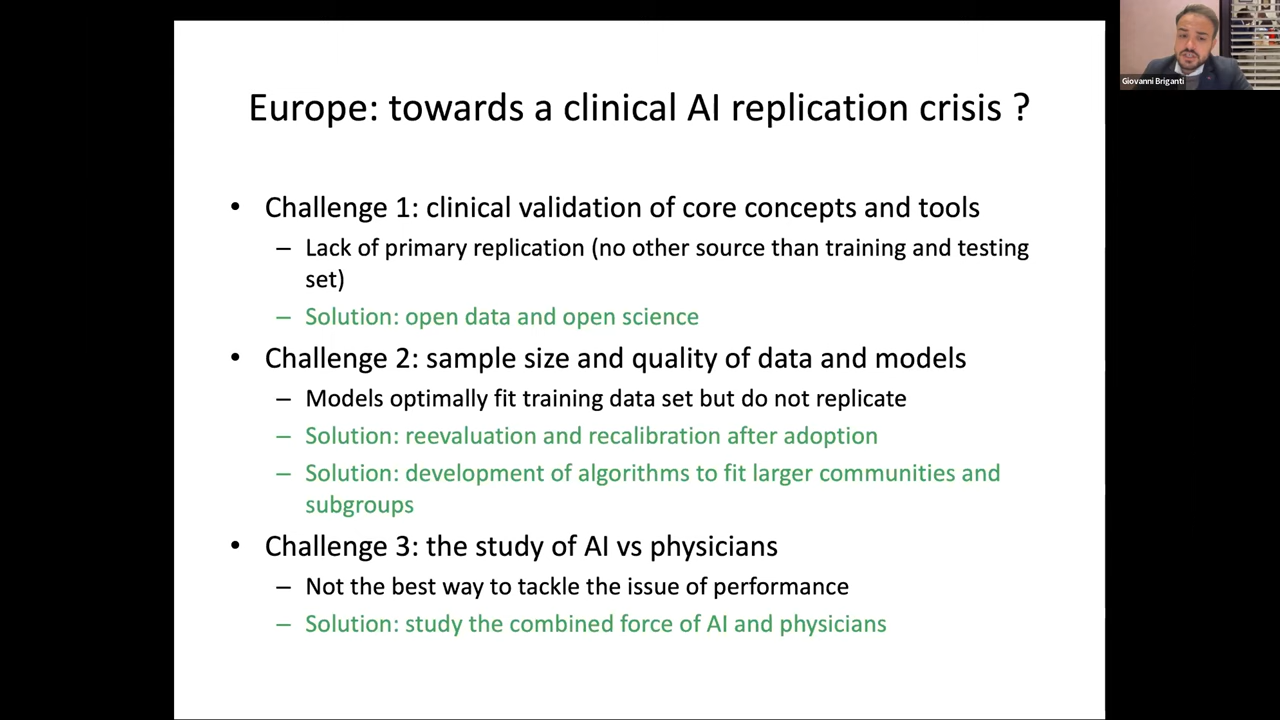 Europe: towards a clinical AI replication crisis ?
• Challenge 1: clinical validation of core concepts and tools
– Lack of primary replication (no other source than training and testing
set)
– Solution: open data and open science
• Challenge 2: sample size and quality of data and models
– Models optimally fit training data set but do not replicate
– Solution: reevaluation and recalibration after adoption
– Solution: development of algorithms to fit larger communities and
subgroups
• Challenge 3: the study of AI vs physicians
– Not the best way to tackle the issue of performance
– Solution: study the combined force of AI and physicians
Giovanni Briganti